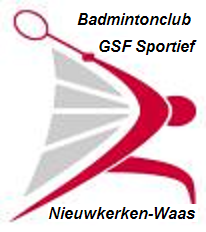 Badmintonclub
GSF Sportief
Nieuwkerken-Waas